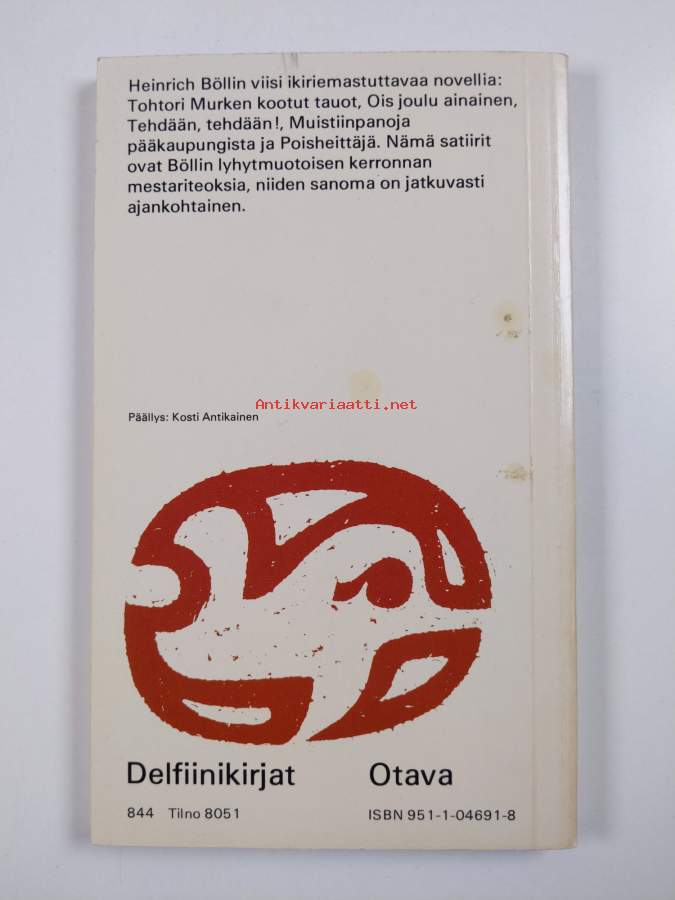 Heinrich Böllin viisi ikiriemastuttavaa novellia:
Tohtori Murken kootut tauot, Ois joulu ainainen,
Tehdään, tehdään!, Muistiinpanoja
pääkaupungista ja Poisheittäjä. Nämä satiirit
ovat Böllin lyhytmuotoisen kerronnan
mestariteoksia, niiden sanoma on jatkuvasti
ajankohtainen.
Antikvariaatti.net
Päällys: Kosti Antikainen
Delfiinikirjat Otava
844 Tilno 8051 ISBN 951-1-04691-8